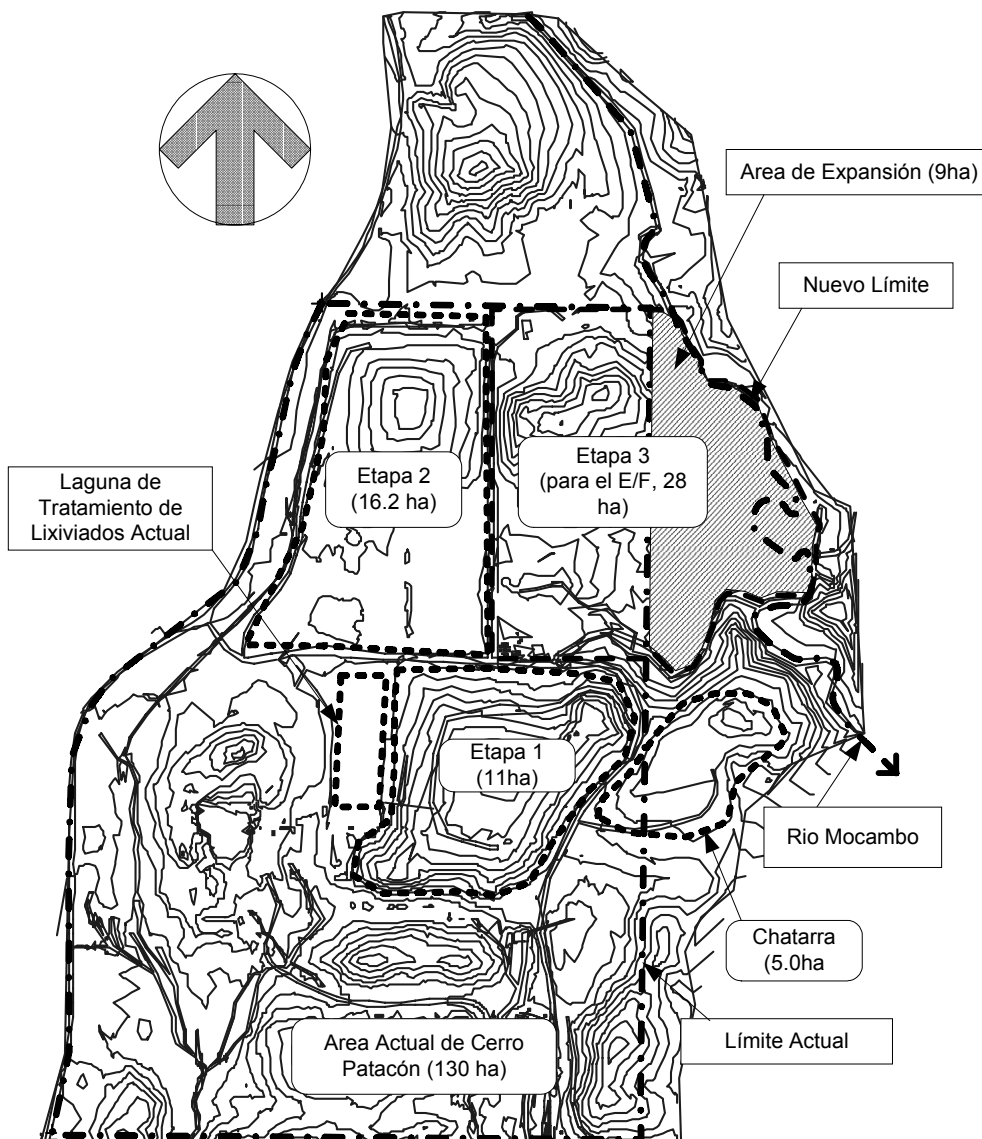 Area de Expansión (9ha)
Nuevo Límite
Etapa 2
(16.2 ha)
Etapa 3
(para el E/F, 28
ha)
Laguna de
Tratamiento de
Lixiviados Actual
Etapa 1
(11ha)
Rio Mocambo
Chatarra
(5.0ha
Area Actual de Cerro
Patacón (130 ha)
Límite Actual